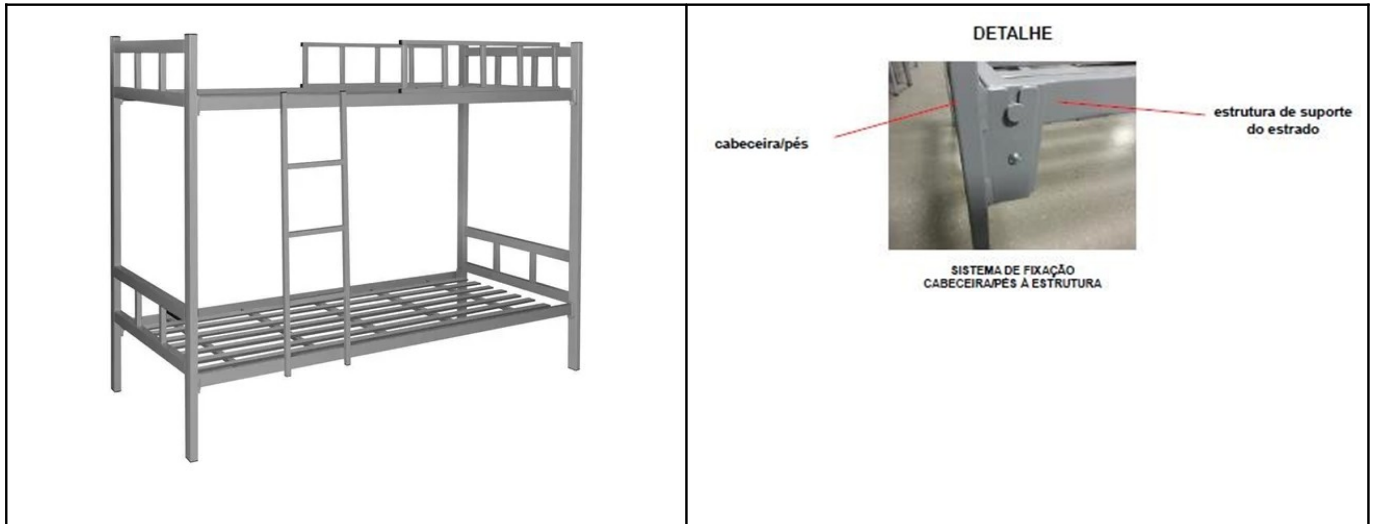 DETALHE
cabeceira/pés
estrutura de suporte
do estrado
SISTEMA DE FIXAÇÃO
CABECEIRA/PÉS À ESTRUTURA